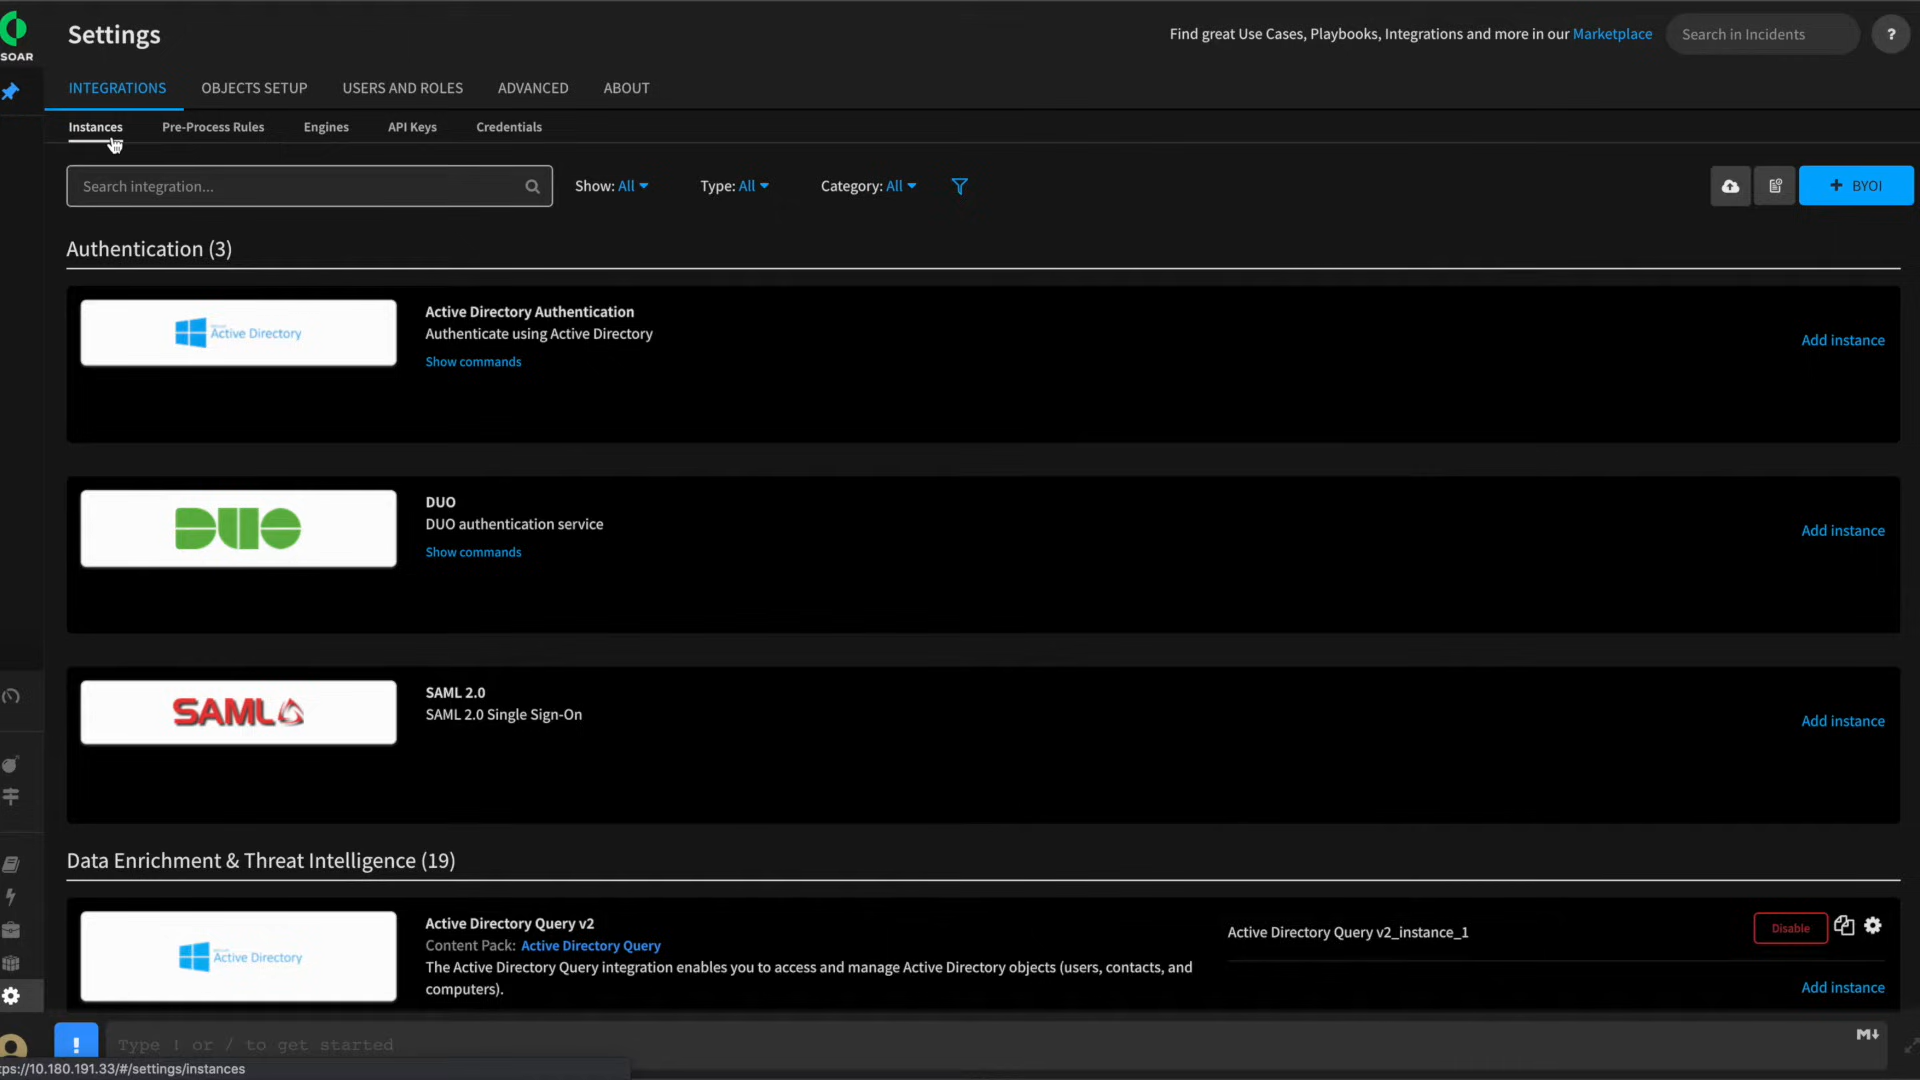 SOAR
Settings
Find great Use Cases, Playbooks, Integrations and more in our Marketplace
Search in Incidents
?
INTEGRATIONS
OBJECTS SETUP
USERS AND ROLES
ADVANCED
ABOUT
Instances
Pre-Process Rules
Engines
API Keys
Credentials
Search integration...
Show: All
Type: All
Category: All
+ BYOI
Authentication (3)
Active Directory
Active Directory Authentication
Authenticate using Active Directory
Show commands
Add instance
DUO
DUO
DUO authentication service
Show commands
Add instance
SAML
SAML 2.0
SAML 2.0 Single Sign-On
Add instance
Data Enrichment & Threat Intelligence (19)
Active Directory
Active Directory Query v2
Content Pack: Active Directory Query
The Active Directory Query integration enables you to access and manage Active Directory objects (users, contacts, and
computers).
Active Directory Query v2_instance_1
Disable
Add instance
!
Type ! or / to get started
M
tps://10.180.191.33/#/settings/instances